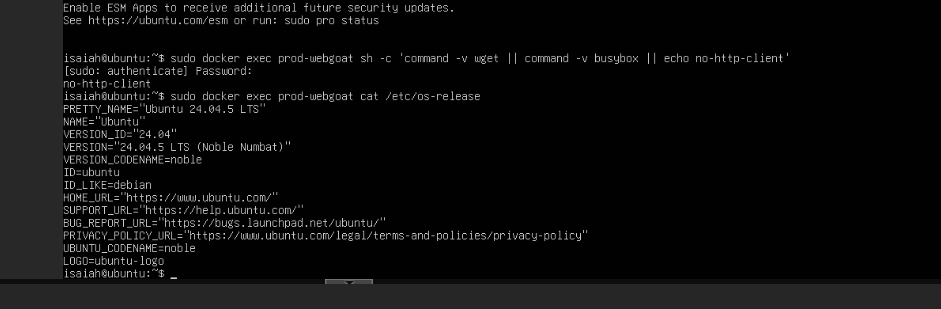 Enable ESM Apps to receive additional future security updates.
See https://ubuntu.com/esm or run: sudo pro status
isaiah@ubuntu:~$ sudo docker exec prod-webgoat sh -c 'command -v wget || command -v busybox || echo no-http-client'
[sudo: authenticate] Password:
no-http-client
isaiah@ubuntu:~$ sudo docker exec prod-webgoat cat /etc/os-release
PRETTY_NAME="Ubuntu 24.04.5 LTS"
NAME="Ubuntu"
VERSION_ID="24.04"
VERSION="24.04.5 LTS (Noble Numbat)"
VERSION_CODENAME=noble
ID=ubuntu
ID_LIKE=debian
HOME_URL="https://www.ubuntu.com/"
SUPPORT_URL="https://help.ubuntu.com/"
BUG_REPORT_URL="https://bugs.launchpad.net/ubuntu/"
PRIVACY_POLICY_URL="https://www.ubuntu.com/legal/terms-and-policies/privacy-policy"
UBUNTU_CODENAME=noble
LOGO=ubuntu-logo
isaiah@ubuntu:~$ _